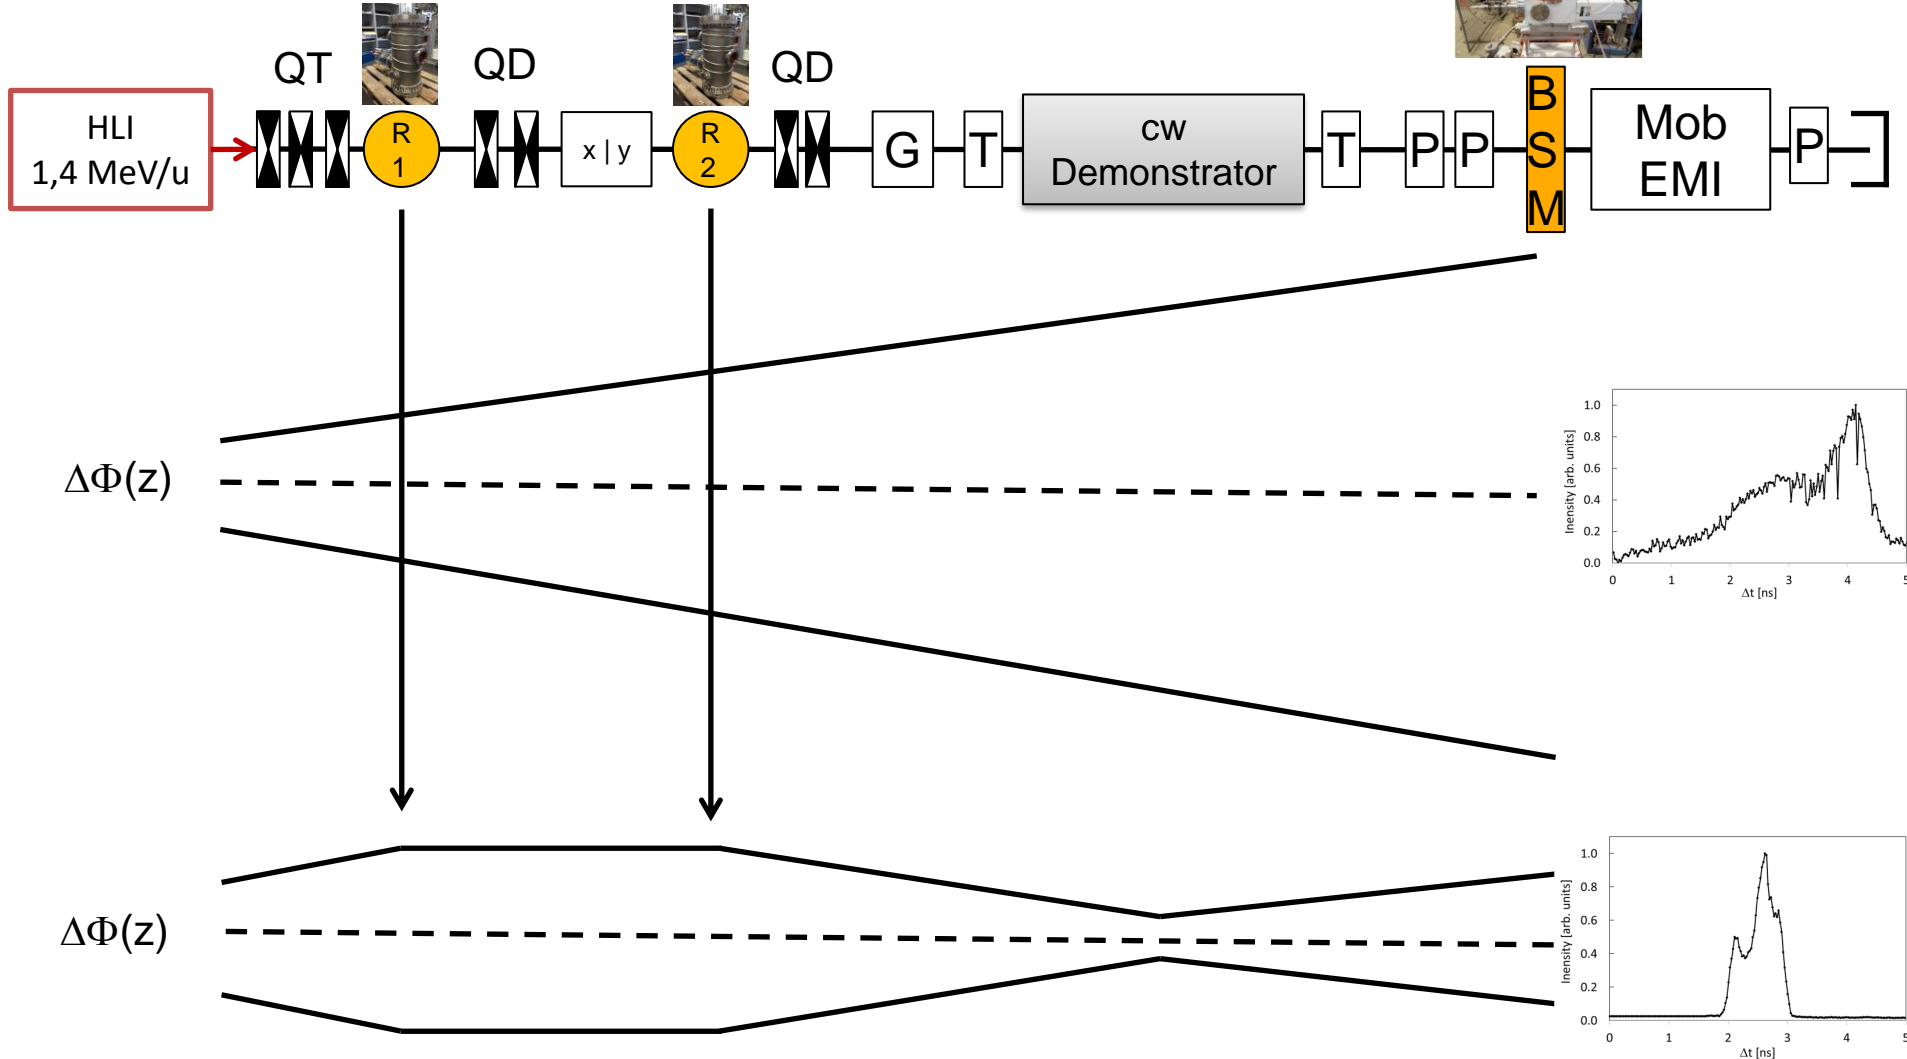 QT
QD
QD
HLI
1,4 MeV/u
R
1
x | y
R
2
G
T
cw
Demonstrator
T
P
P
B
S
M
Mob
EMI
P
ΔΦ(z)
Inensity [arb. units]
1.0
0.8
0.6
0.4
0.2
0.0
0
1
2
3
4
5
Δt [ns]
ΔΦ(z)
Inensity [arb. units]
1.0
0.8
0.6
0.4
0.2
0.0
0
1
2
3
4
5
Δt [ns]